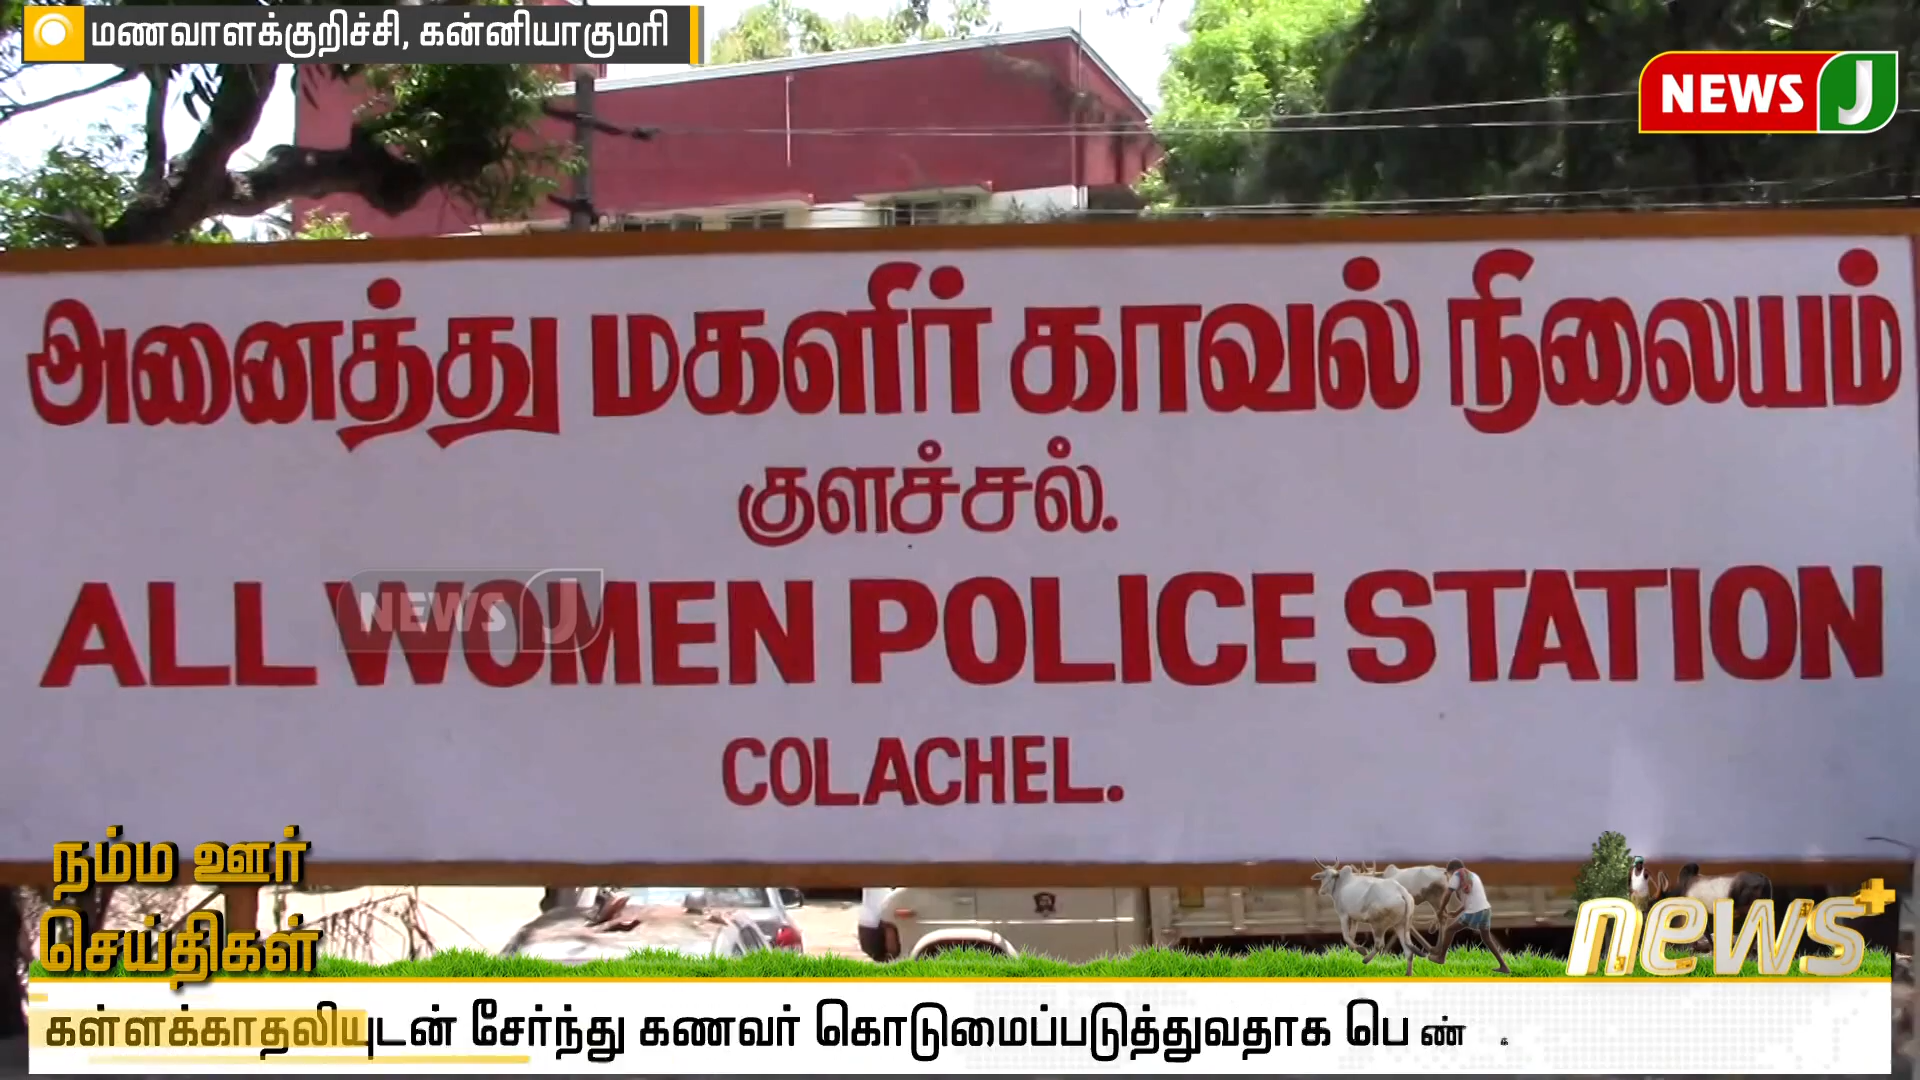 மணவாளக்குறிச்சி, கன்னியாகுமரி
NEWS J
அனைத்து மகளிர் காவல் நிலையம்
குளச்சல்.
ALL WOMEN POLICE STATION
NEWS J
COLACHEL.
நம்ம ஊர்
செய்திகள்
news+
கள்ளக்காதலியுடன் சேர்ந்து கணவர் கொடுமைப்படுத்துவதாக பெண்